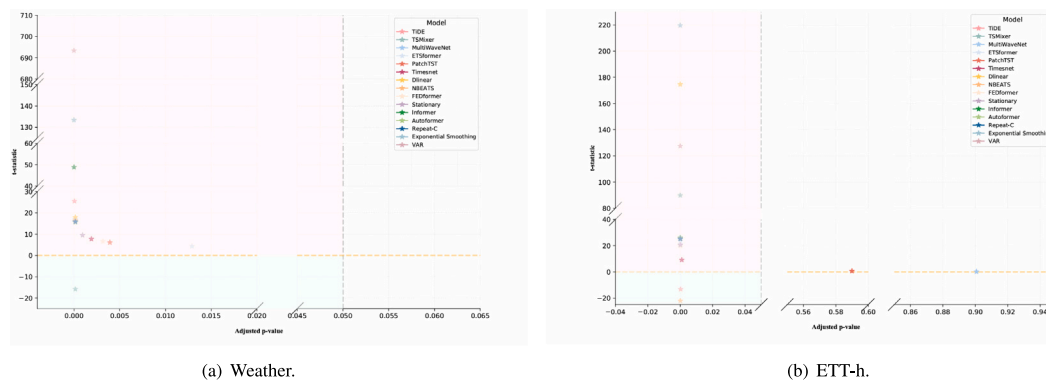 710
700
690
680
150
140
130
60
50
40
30
20
10
0
−10
−20
t-statistic
0.000
0.005
0.010
0.015
0.020
0.045
0.050
0.055
0.060
0.065
Adjusted p-value
Model
TiDE
TSMixer
MultiWaveNet
ETSformer
PatchTST
Timesnet
Dlinear
NBEATS
FEDformer
Stationary
Informer
Autoformer
Repeat-C
Exponential Smoothing
VAR
(a) Weather.
220
200
180
160
140
120
100
80
40
20
0
−20
t-statistic
−0.04
−0.02
0.00
0.02
0.04
0.56
0.58
0.60
0.86
0.88
0.90
0.92
0.94
Adjusted p-value
Model
TiDE
TSMixer
MultiWaveNet
ETSformer
PatchTST
Timesnet
Dlinear
NBEATS
FEDformer
Stationary
Informer
Autoformer
Repeat-C
Exponential Smoothing
VAR
(b) ETT-h.